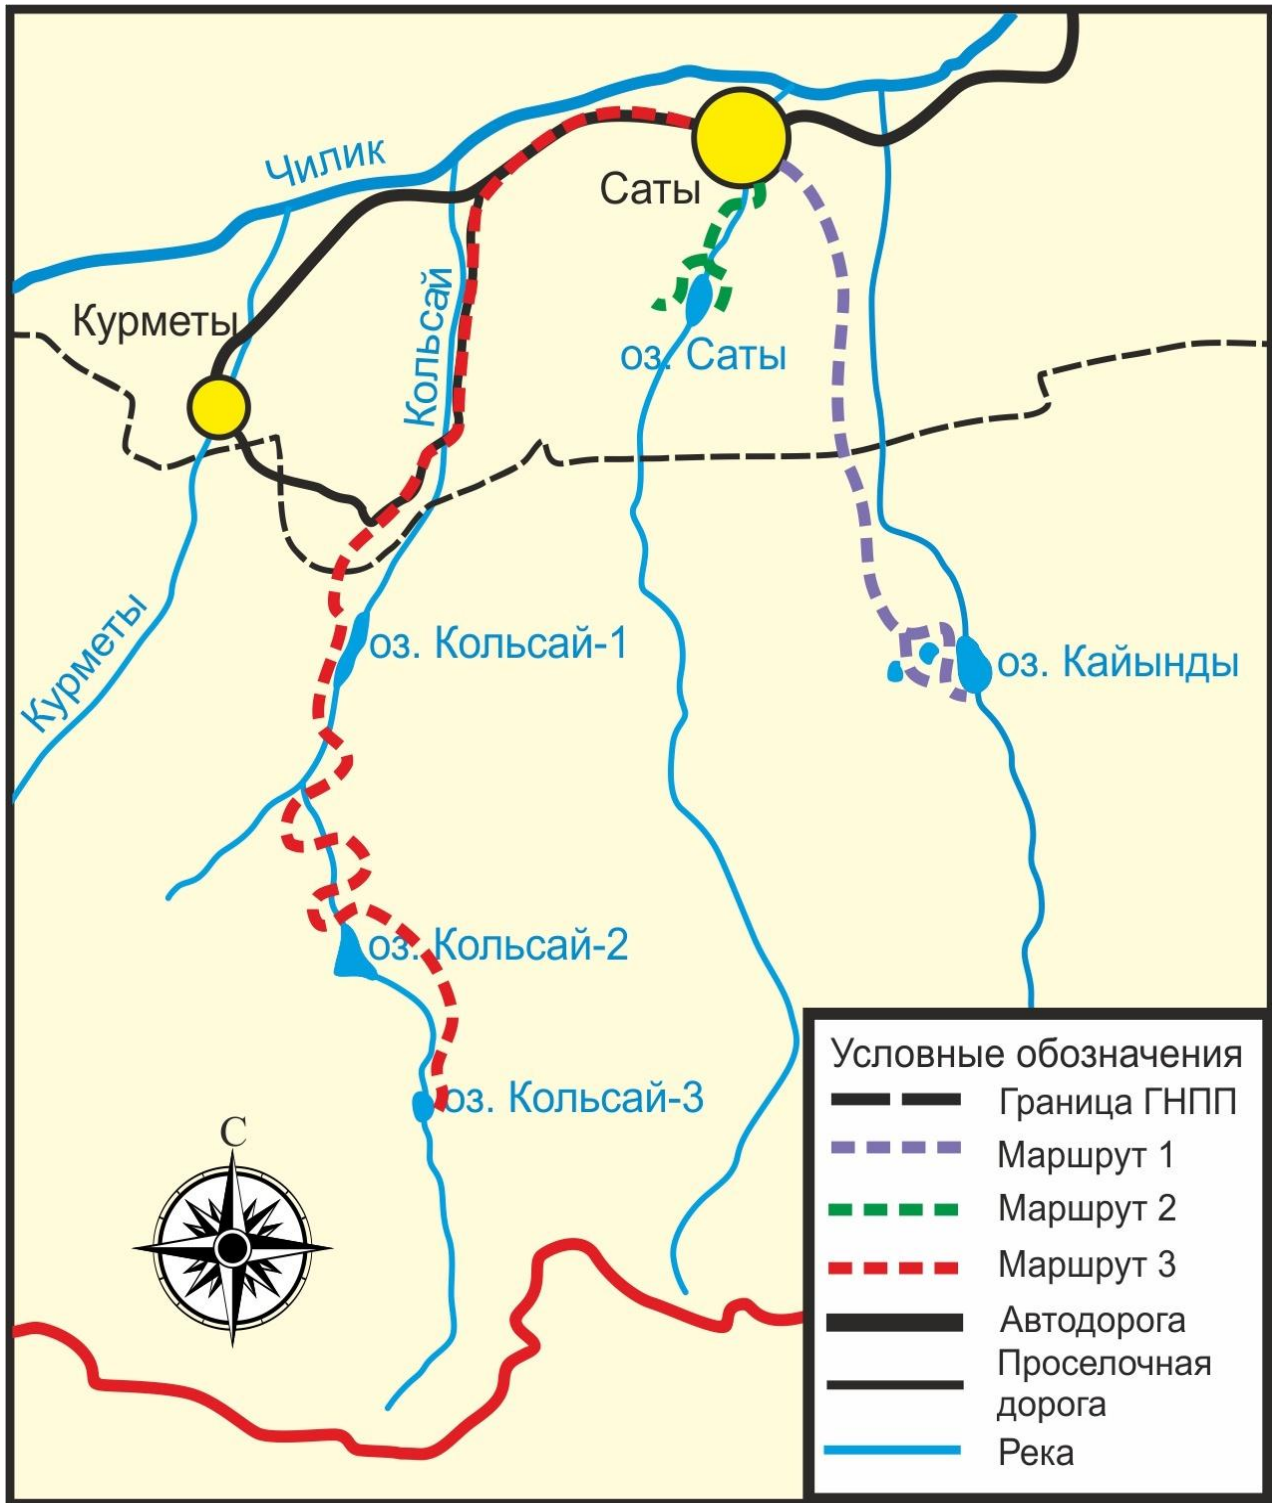 Чилик
Саты
Курметы
Кольсай
оз. Саты
Курметы
оз. Кольсай-1
оз. Кайынды
оз. Кольсай-2
оз. Кольсай-3
С
Условные обозначения
Граница ГНПП
Маршрут 1
Маршрут 2
Маршрут 3
Автодорога
Проселочная
дорога
Река